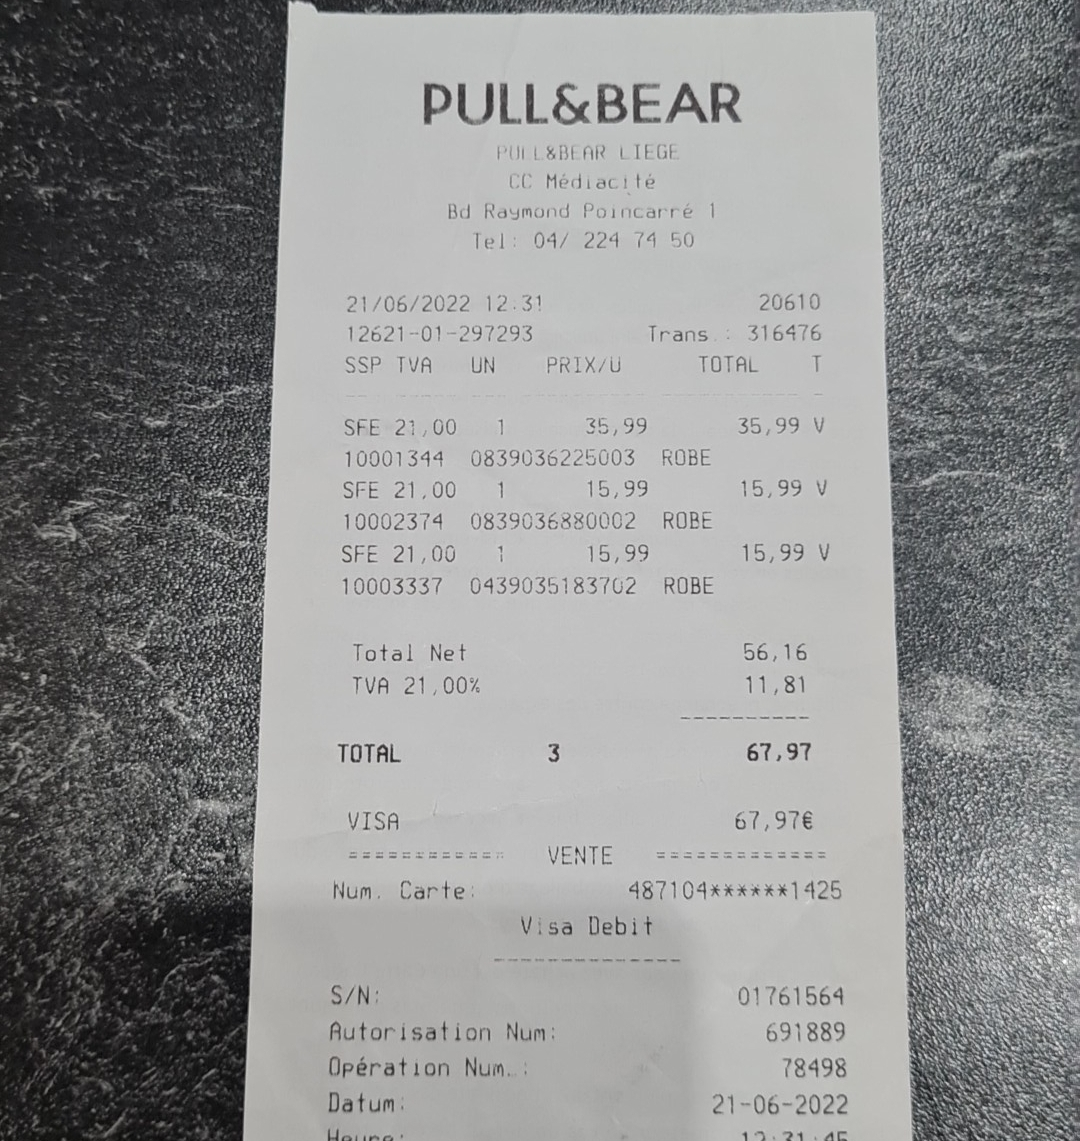 PULL&BEAR
PULL&BEAR LIEGE
CC Médiacité
Bd Raymond Poincarré 1
Tel: 04/ 224 74 50
21/06/2022 12:31 20610
12621-01-297293 Trans.: 316476
SSP TVA UN PRIX/U TOTAL T
SFE 21,00 1 35,99 35,99 V
10001344 0839036225003 ROBE
SFE 21,00 1 15,99 15,99 V
10002374 0839036880002 ROBE
SFE 21,00 1 15,99 15,99 V
10003337 0439035183702 ROBE
Total Net 56,16
TVA 21,00% 11,81
TOTAL 3 67,97
VISA 67,97€
============ VENTE =============
Num. Carte: 487104******1425
Visa Debit
S/N: 01761564
Autorisation Num: 691889
Opération Num.: 78498
Datum: 21-06-2022
Heure: 12:31:45